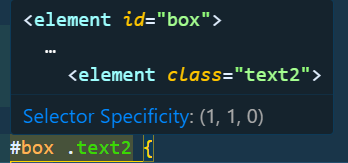 <element id="box">
…
<element class="text2">
Selector Specificity: (1, 1, 0)
#box .text2 {